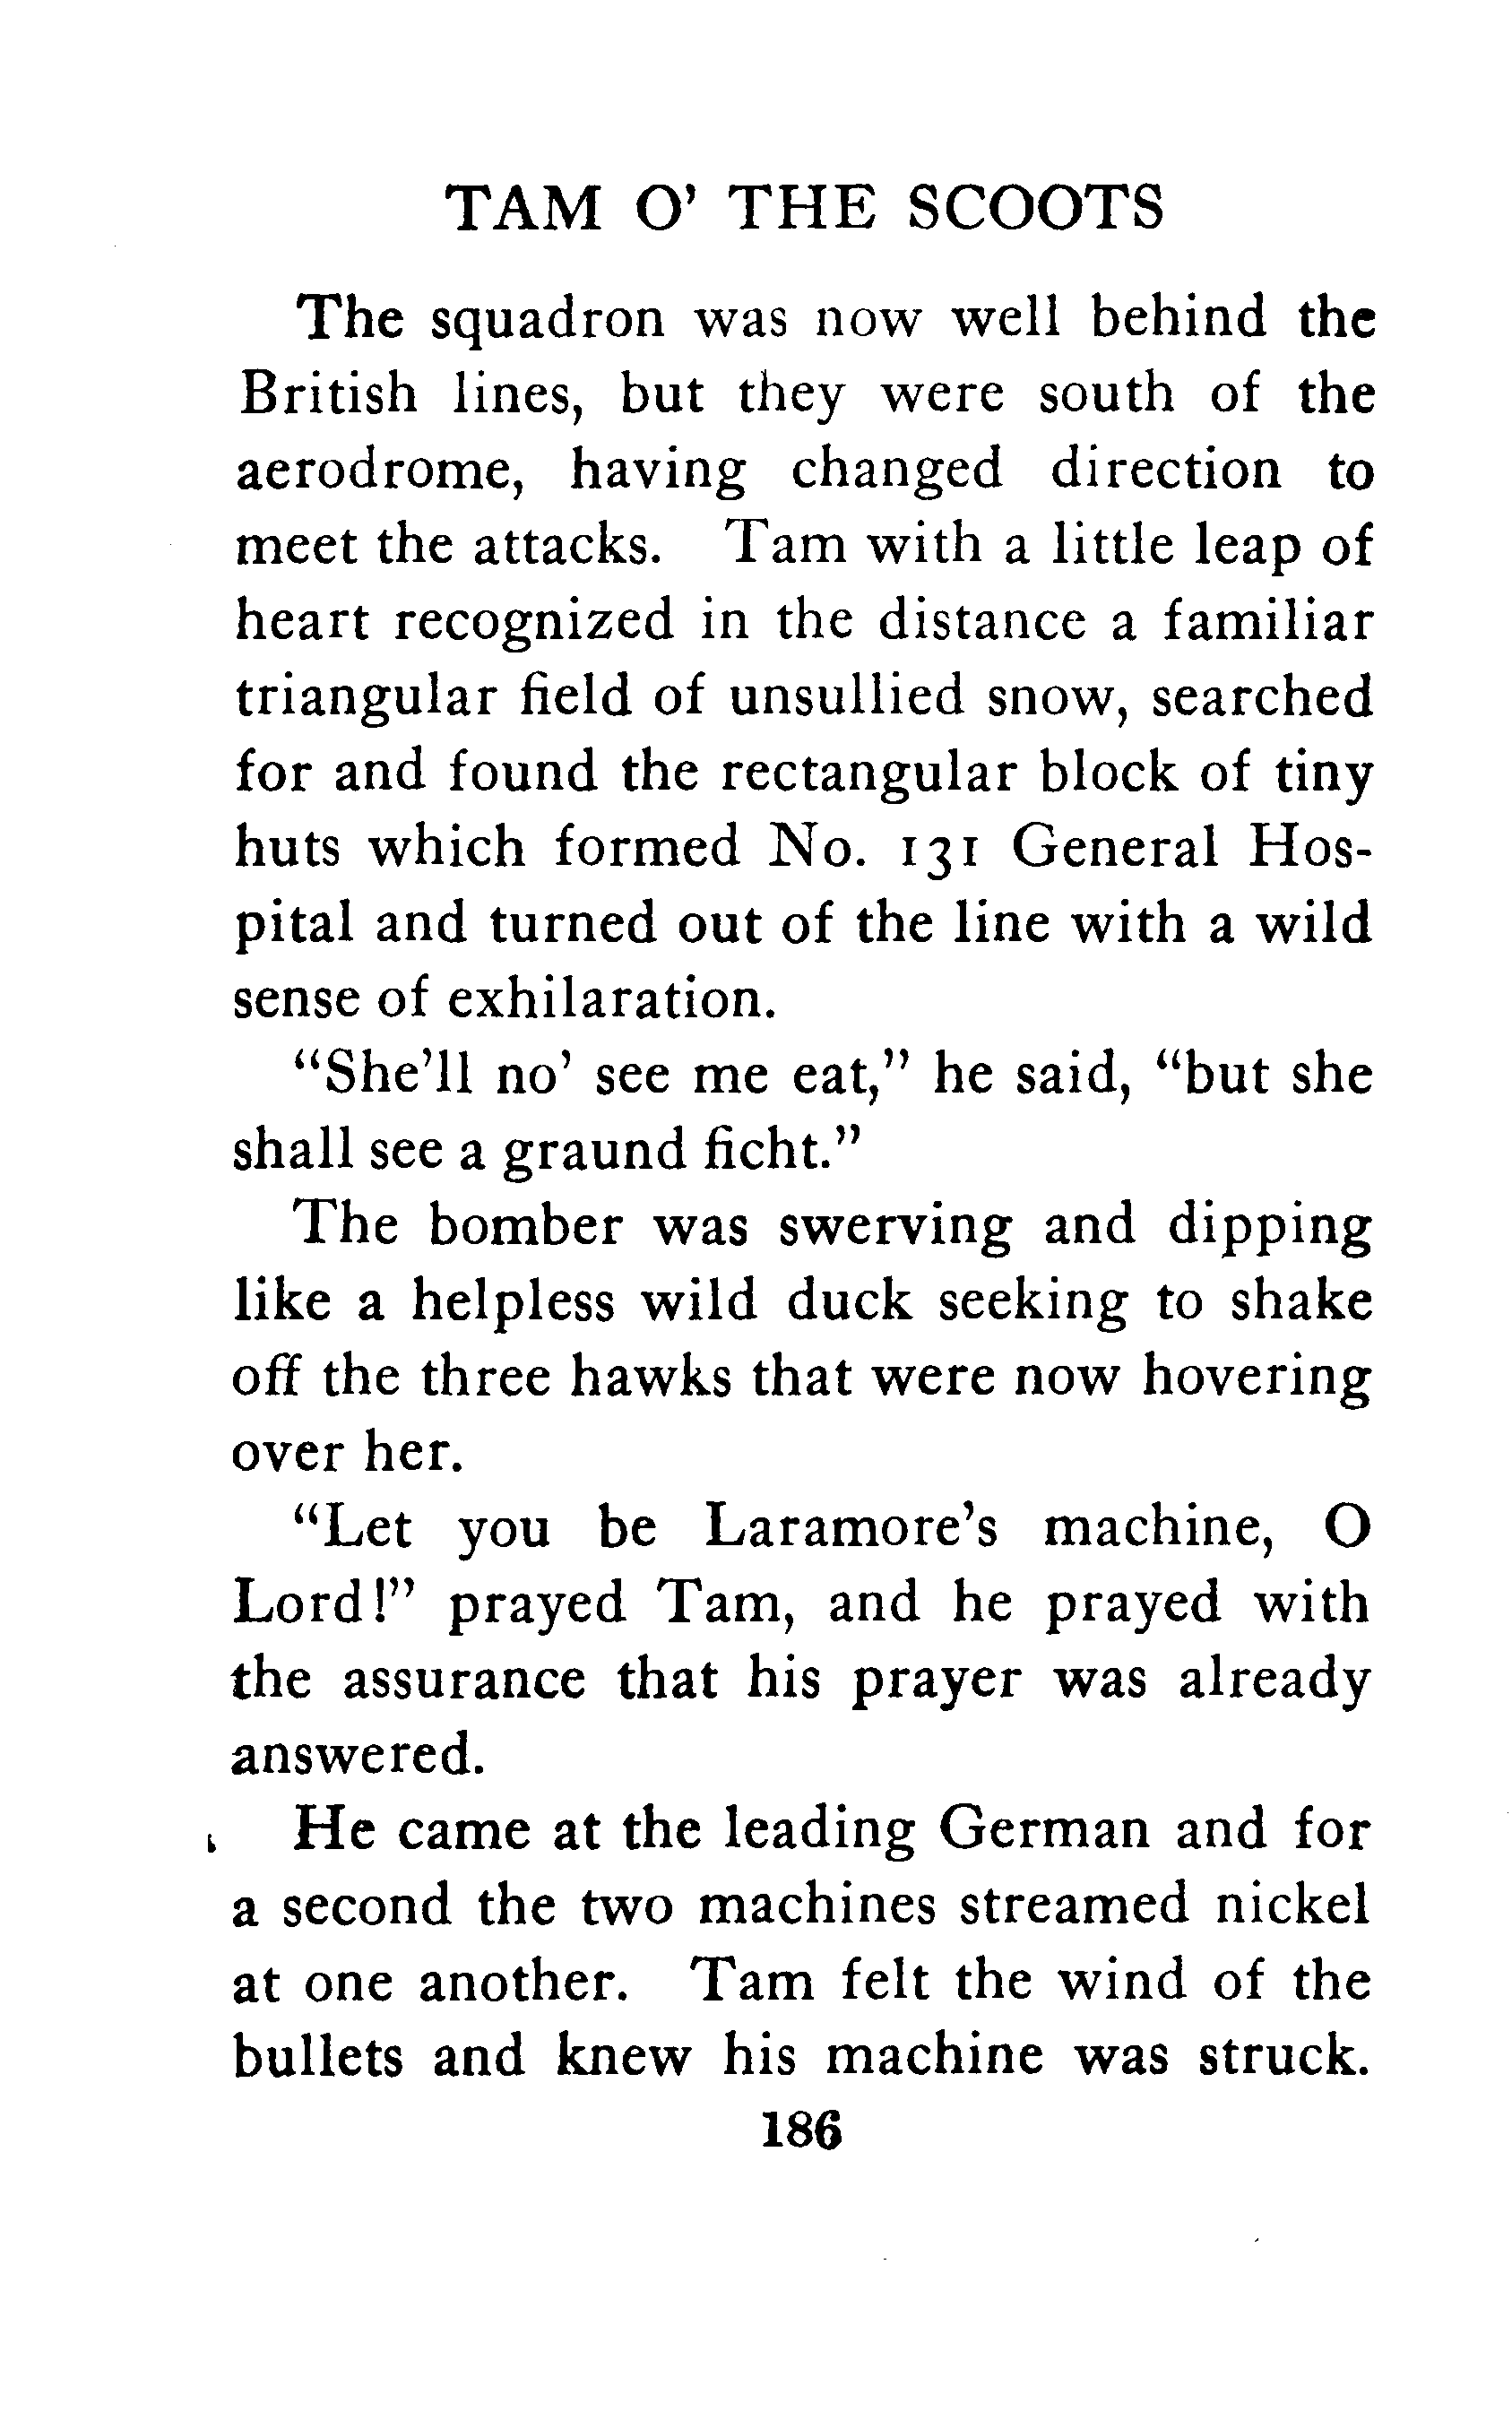 TAM O' THE SCOOTS
The squadron was now well behind the
British lines, but they were south of the
aerodrome, having changed direction to
meet the attacks. Tam with a little leap of
heart recognized in the distance a familiar
triangular field of unsullied snow, searched
for and found the rectangular block of tiny
huts which formed No. 131 General Hos-
pital and turned out of the line with a wild
sense of exhilaration.
"She'll no' see me eat," he said, "but she
shall see a graund ficht."
The bomber was swerving and dipping
like a helpless wild duck seeking to shake
off the three hawks that were now hovering
over her.
"Let you be Laramore's machine, O
Lord!" prayed Tam, and he prayed with
the assurance that his prayer was already
answered.
He came at the leading German and for
a second the two machines streamed nickel
at one another. Tam felt the wind of the
bullets and knew his machine was struck.
186